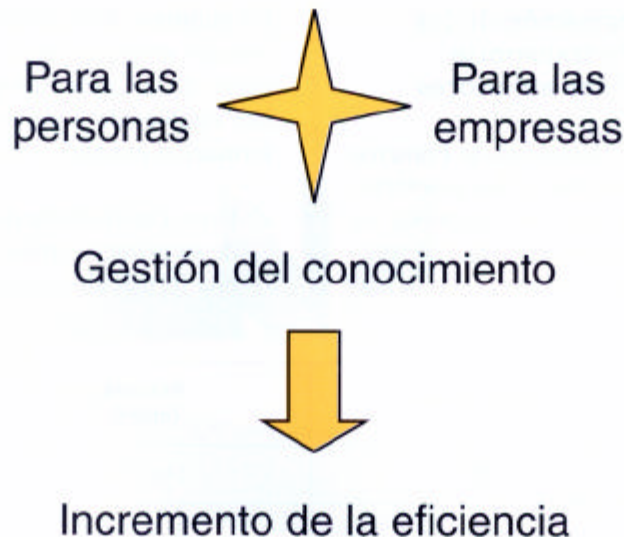 Para las
personas
Para las
empresas
Gestión del conocimiento
Incremento de la eficiencia